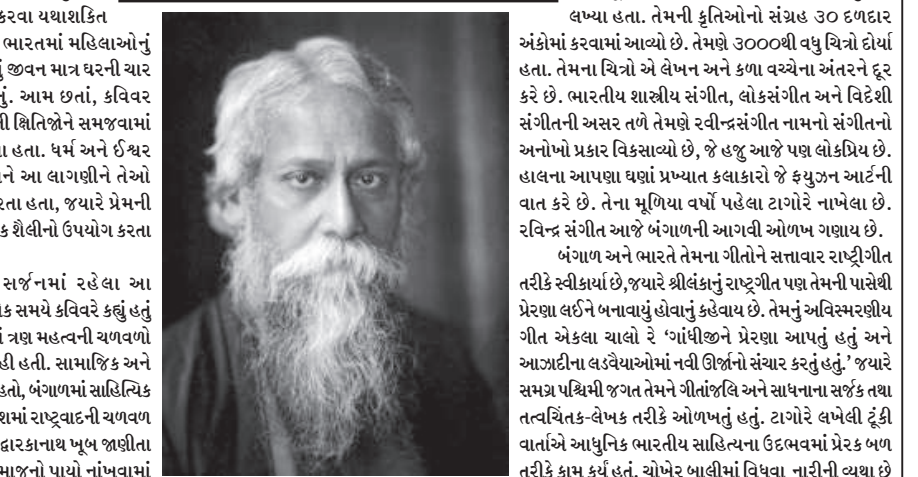 કરવા યથાશક્તિ
ભારતમાં મહિલાઓનું
જીવન માત્ર ઘરની ચાર
આમ છતાં, કવિવર
ક્ષિતિજોને સમજવામાં
હતા. ધર્મ અને ઈશ્વર
આ લાગણીને તેઓ
હતા, જયારે પ્રેમની
શૈલીનો ઉપયોગ કરતા
સર્જનમાં રહેલા આ
સમયે કવિવરે કહ્યું હતું
ત્રણ મહત્વની ચળવળો
હતી. સામાજિક અને
હતો, બંગાળમાં સાહિત્યિક
રાષ્ટ્રવાદની ચળવળ
દ્વારકાનાથ ખૂબ જાણીતા
પાયો નાંખવામાં
લખ્યા હતા. તેમની કૃતિઓનો સંગ્રહ ૩૦ દળદાર
અંકોમાં કરવામાં આવ્યો છે. તેમણે ૩૦૦૦થી વધુ ચિત્રો દોર્યા
હતા. તેમના ચિત્રો એ લેખન અને કળા વચ્ચેના અંતરને દૂર
કરે છે. ભારતીય શાસ્ત્રીય સંગીત, લોકસંગીત અને વિદેશી
સંગીતની અસર તળે તેમણે રવીન્દ્રસંગીત નામનો સંગીતનો
અનોખો પ્રકાર વિકસાવ્યો છે, જે હજુ આજે પણ લોકપ્રિય છે.
હાલના આપણા ઘણાં પ્રખ્યાત કલાકારો જે ફયુઝન આર્ટની
વાત કરે છે. તેના મૂળિયા વર્ષો પહેલા ટાગોરે નાખેલા છે.
રવિન્દ્ર સંગીત આજે બંગાળની આગવી ઓળખ ગણાય છે.
બંગાળ અને ભારતે તેમના ગીતોને સત્તાવાર રાષ્ટ્રીગીત
તરીકે સ્વીકાર્યા છે,જયારે શ્રીલંકાનું રાષ્ટ્રગીત પણ તેમની પાસેથી
પ્રેરણા લઈને બનાવાયું હોવાનું કહેવાય છે. તેમનું અવિસ્મરણીય
ગીત એકલા ચાલો રે ‘ગાંધીજીને પ્રેરણા આપતું હતું અને
આઝાદીના લડવૈયાઓમાં નવી ઊર્જાનો સંચાર કરતું હતું.’ જયારે
સમગ્ર પશ્ચિમી જગત તેમને ગીતાંજલિ અને સાધનાના સર્જક તથા
તત્વચિંતક-લેખક તરીકે ઓળખતું હતું. ટાગોરે લખેલી ટૂંકી
વાર્તાએ આધુનિક ભારતીય સાહિત્યના ઉદભવમાં પ્રેરક બળ
તરીકે કામ કર્યું હતું. ચોખેર બાલીમાં વિધવા નારીની વ્યથા છે